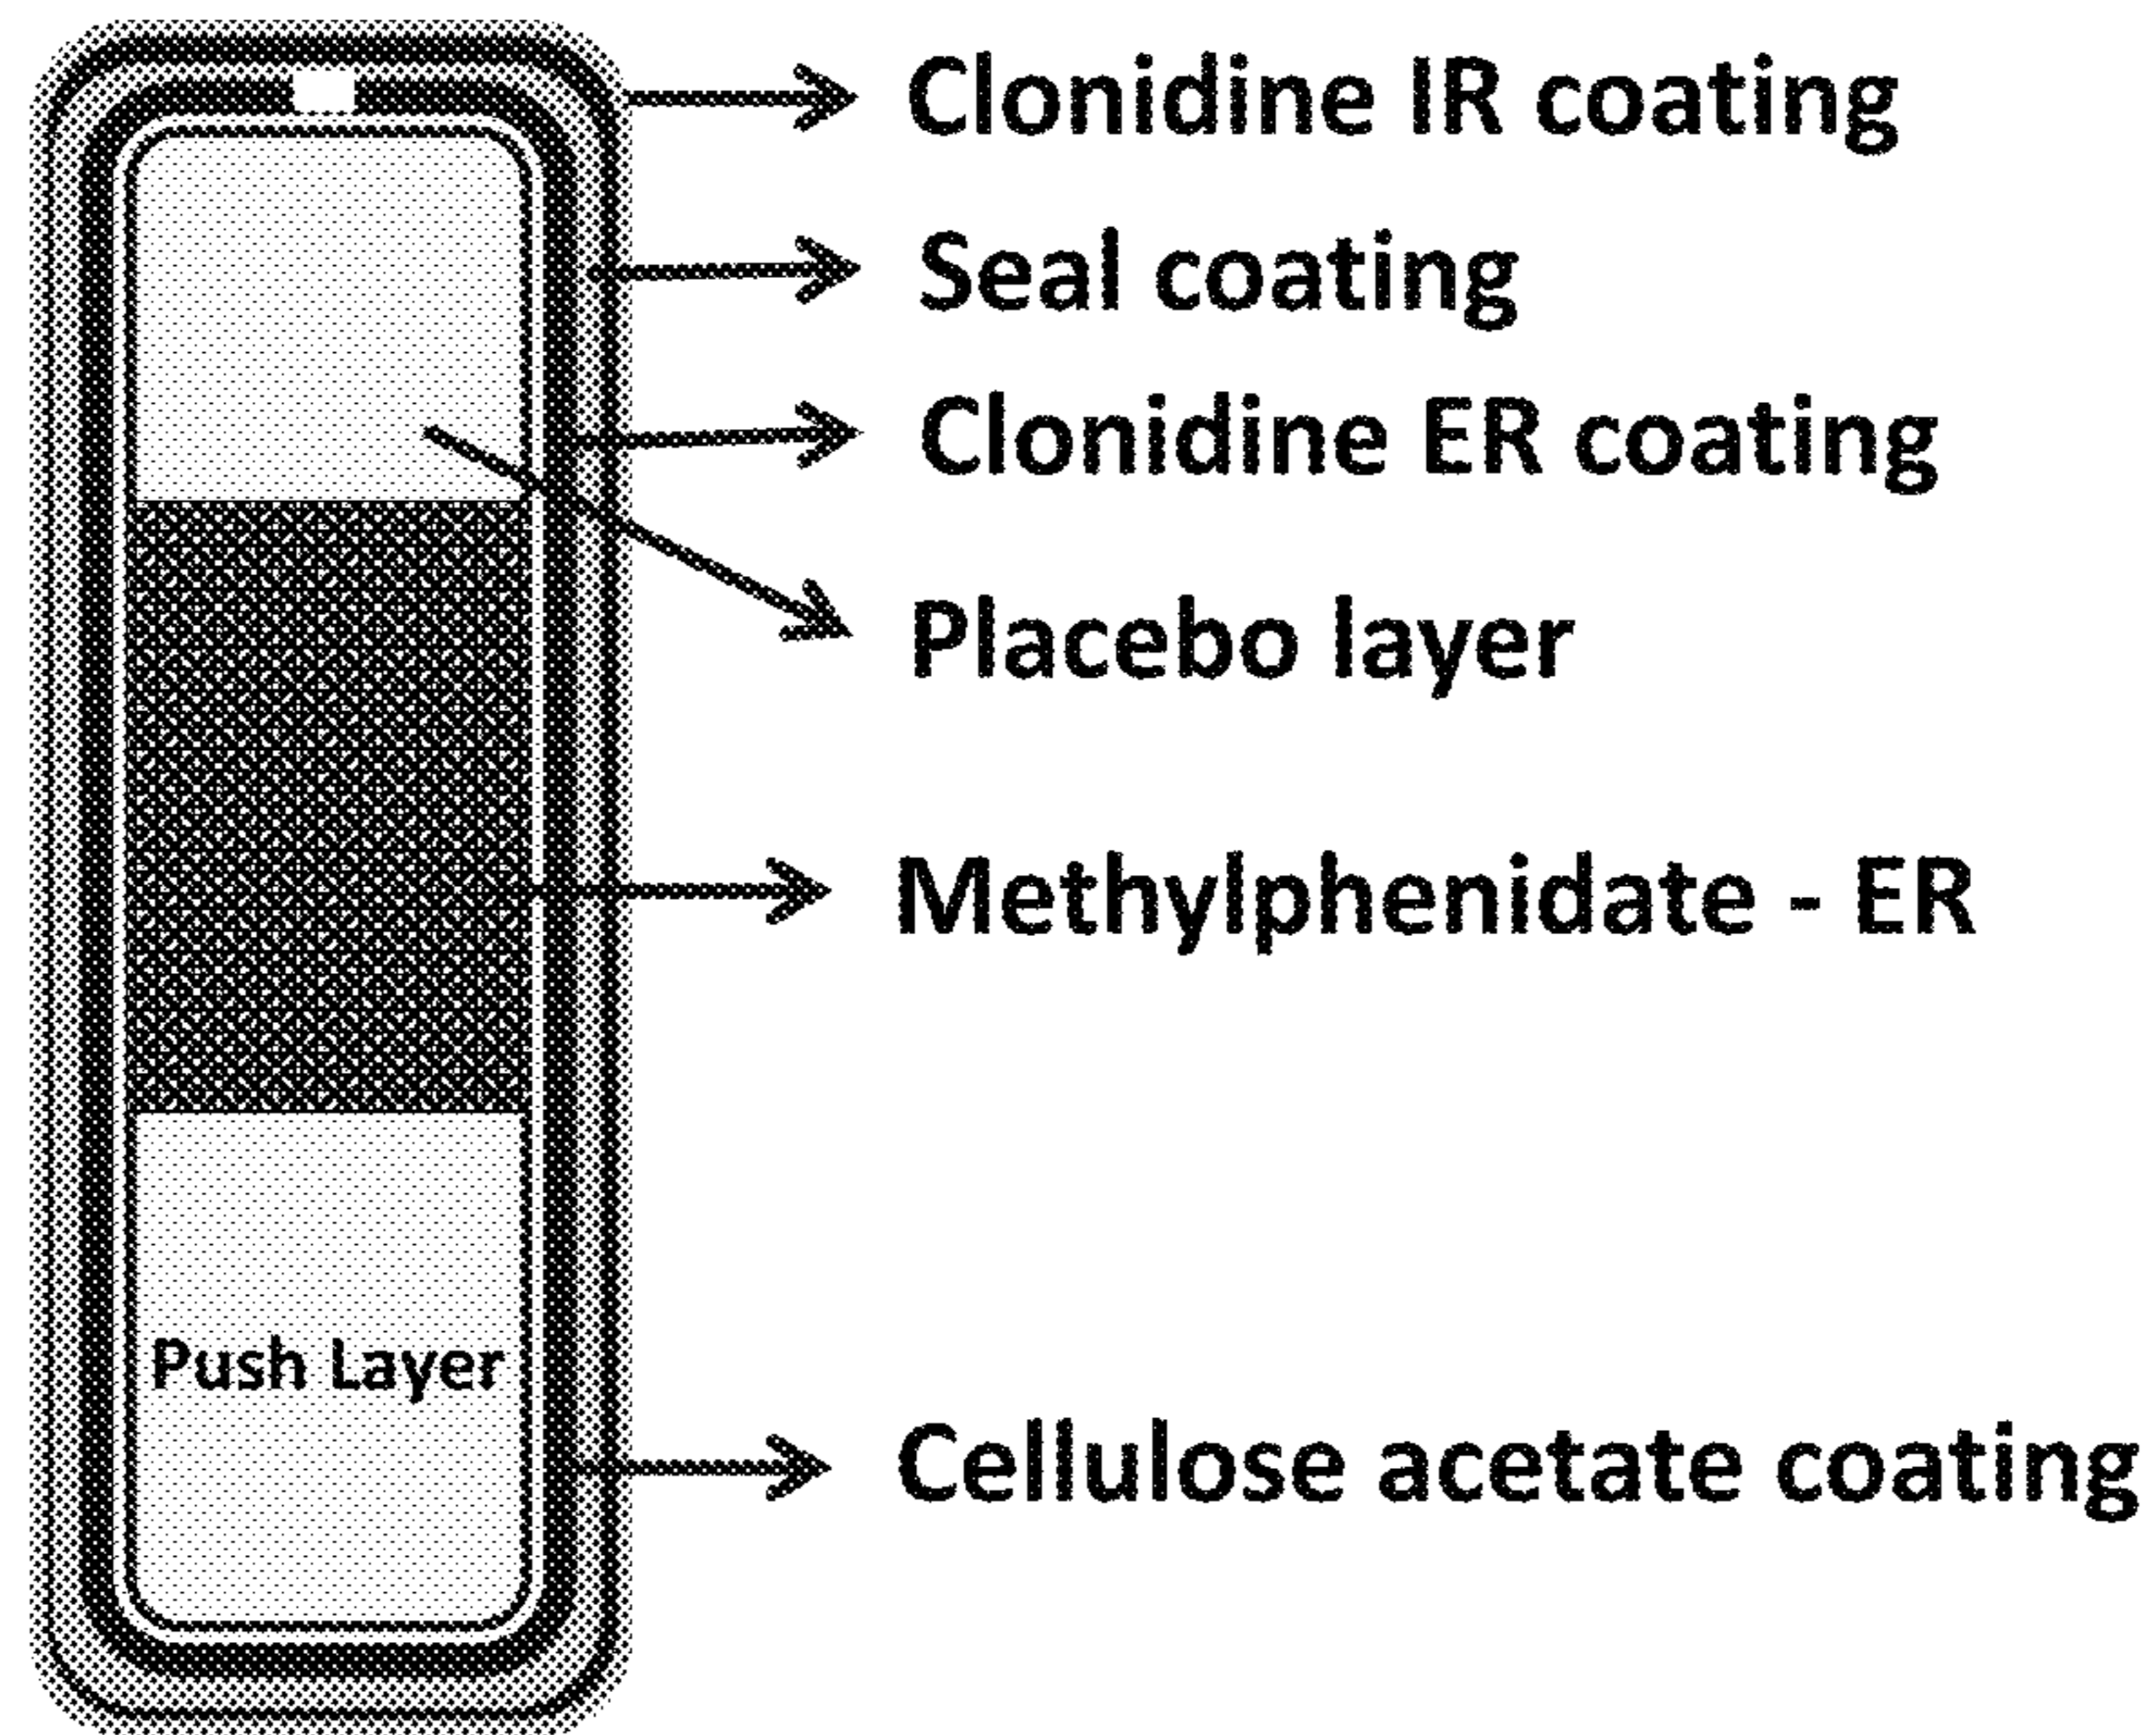 Clonidine IR coating
Seal coating
Clonidine ER coating
Placebo layer
Methylphenidate - ER
Push Layer
Cellulose acetate coating